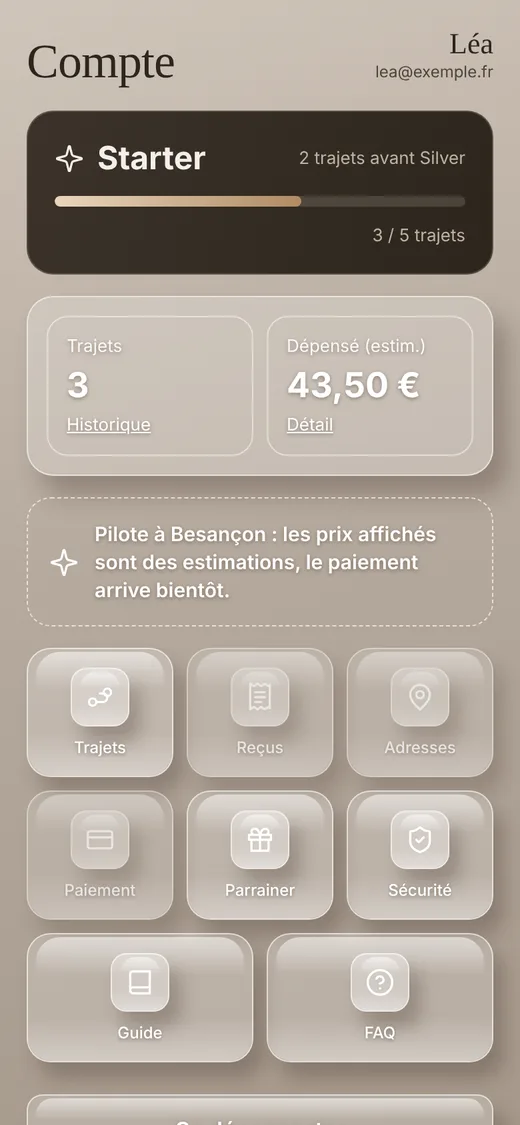 Compte
Léa
lea@exemple.fr
Starter
2 trajets avant Silver
3 / 5 trajets
Trajets
3
Historique
Dépensé (estim.)
43,50 €
Détail
Pilote à Besançon : les prix affichés
sont des estimations, le paiement
arrive bientôt.
Trajets
Reçus
Adresses
Paiement
Parrainer
Sécurité
Guide
FAQ